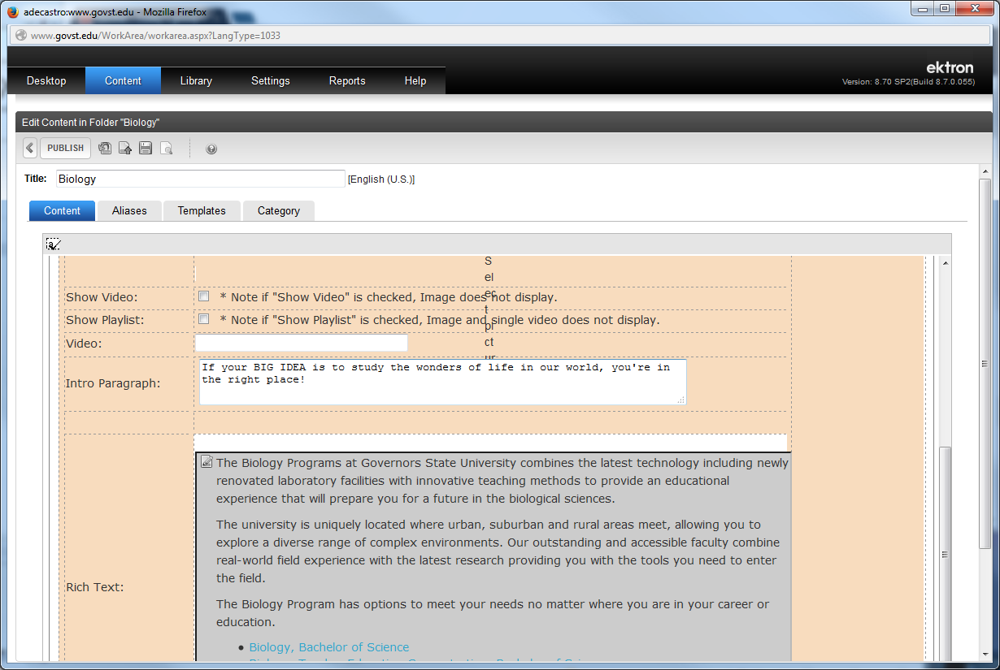 adecastro:www.govst.edu - Mozilla Firefox
www.govst.edu/WorkArea/workarea.aspx?LangType=1033
ektron
Desktop Content Library Settings Reports Help
Version: 8.70 SP2(Build 8.7.0.055)
Edit Content in Folder "Biology"
PUBLISH
Title: Biology [English (U.S.)]
Content Aliases Templates Category
S
el
ec
t
pi
ct
ur
Show Video: * Note if "Show Video" is checked, Image does not display.
Show Playlist: * Note if "Show Playlist" is checked, Image and single video does not display.
Video:
Intro Paragraph:
If your BIG IDEA is to study the wonders of life in our world, you're in
the right place!
Rich Text:
The Biology Programs at Governors State University combines the latest technology including newly
renovated laboratory facilities with innovative teaching methods to provide an educational
experience that will prepare you for a future in the biological sciences.
The university is uniquely located where urban, suburban and rural areas meet, allowing you to
explore a diverse range of complex environments. Our outstanding and accessible faculty combine
real-world field experience with the latest research providing you with the tools you need to enter
the field.
The Biology Program has options to meet your needs no matter where you are in your career or
education.
• Biology, Bachelor of Science